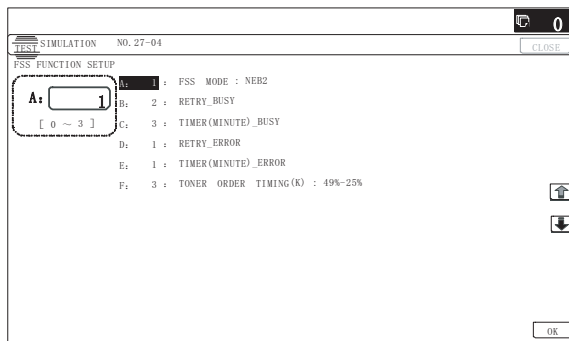 0
TEST SIMULATION NO. 27-04
CLOSE
FSS FUNCTION SETUP
A: 1
[ 0 ~ 3 ]
A: 1 : FSS MODE : NEB2
B: 2 : RETRY_BUSY
C: 3 : TIMER(MINUTE)_BUSY
D: 1 : RETRY_ERROR
E: 1 : TIMER(MINUTE)_ERROR
F: 3 : TONER ORDER TIMING(K) : 49%-25%
OK